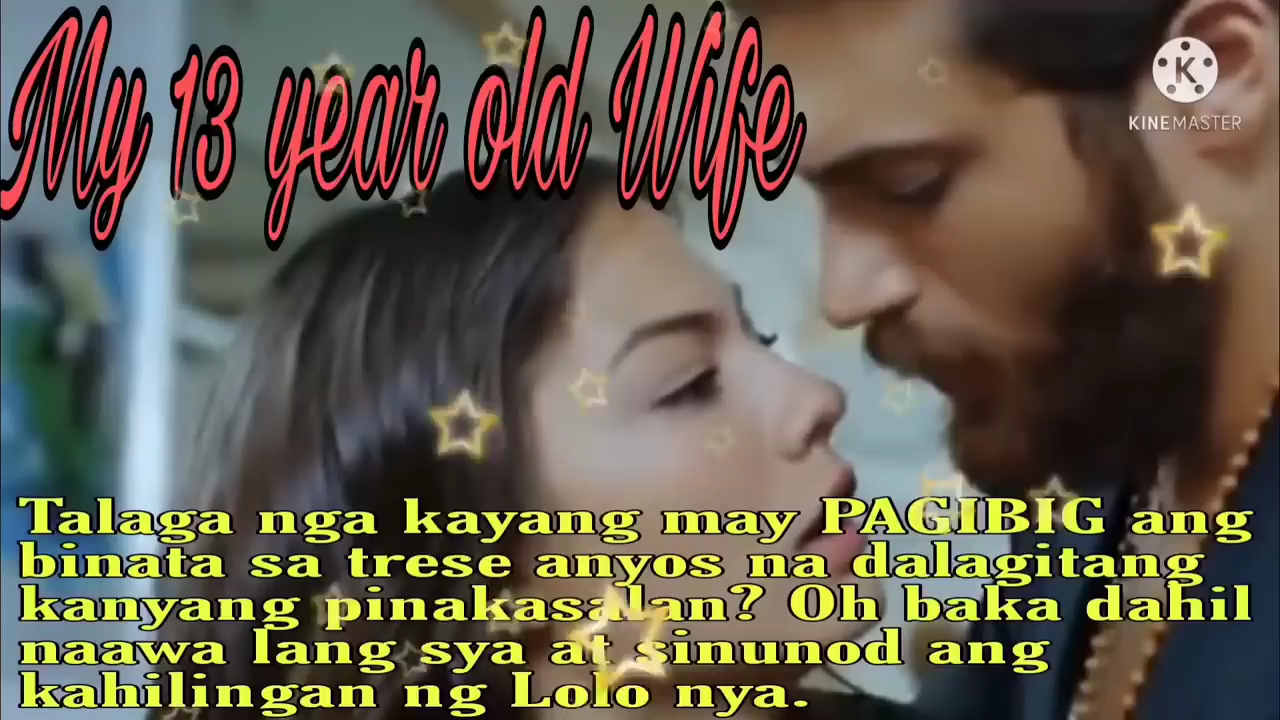 My 13 year old Wife
KINEMASTER
Talaga nga kayang may PAGIBIG ang
binata sa trese anyos na dalagitang
kanyang pinakasalan? Oh baka dahil
naawa lang sya at sinunod ang
kahilingan ng Lolo nya.